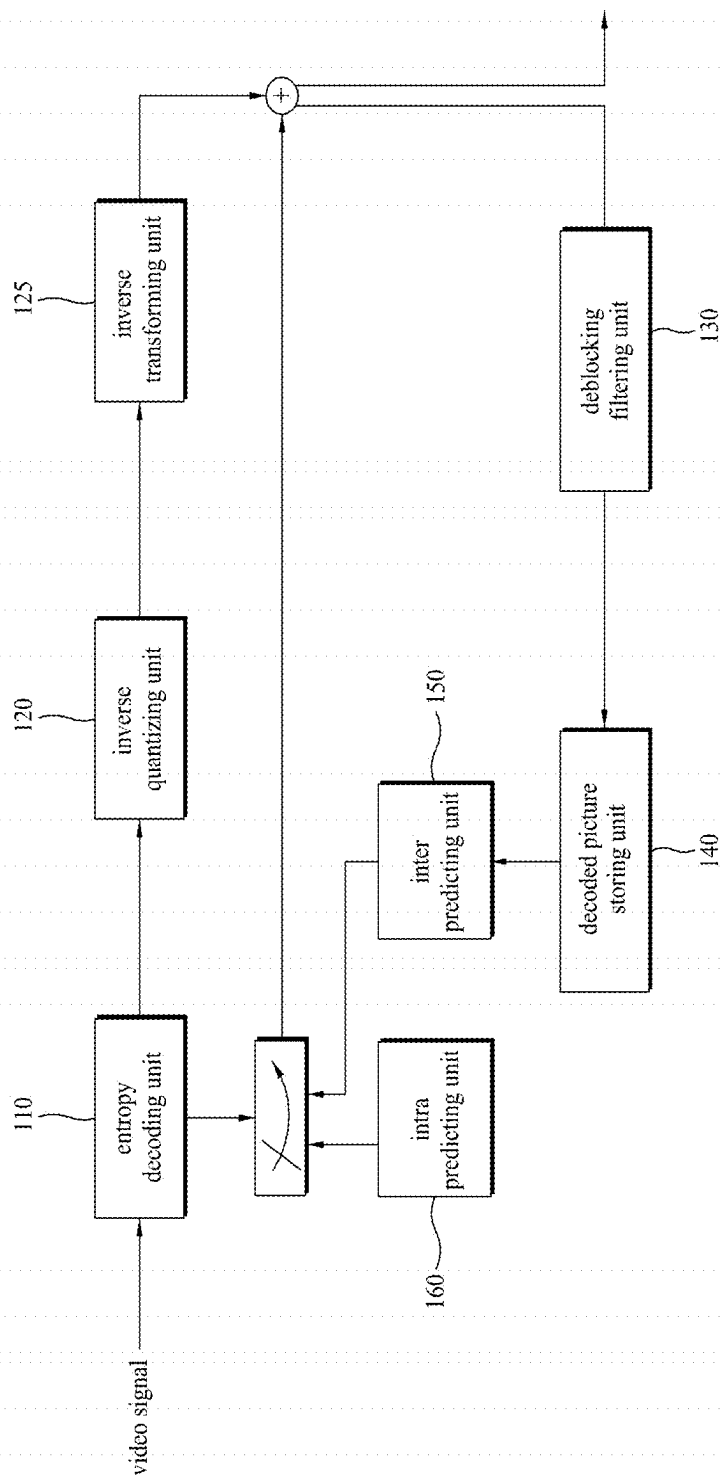 video signal
110
entropy
decoding unit
120
inverse
quantizing unit
125
inverse
transforming unit
+
160
intra
predicting unit
150
inter
predicting unit
140
decoded picture
storing unit
130
deblocking
filtering unit